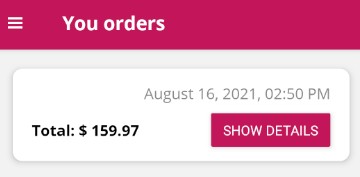 You orders
August 16, 2021, 02:50 PM
Total: $ 159.97
SHOW DETAILS